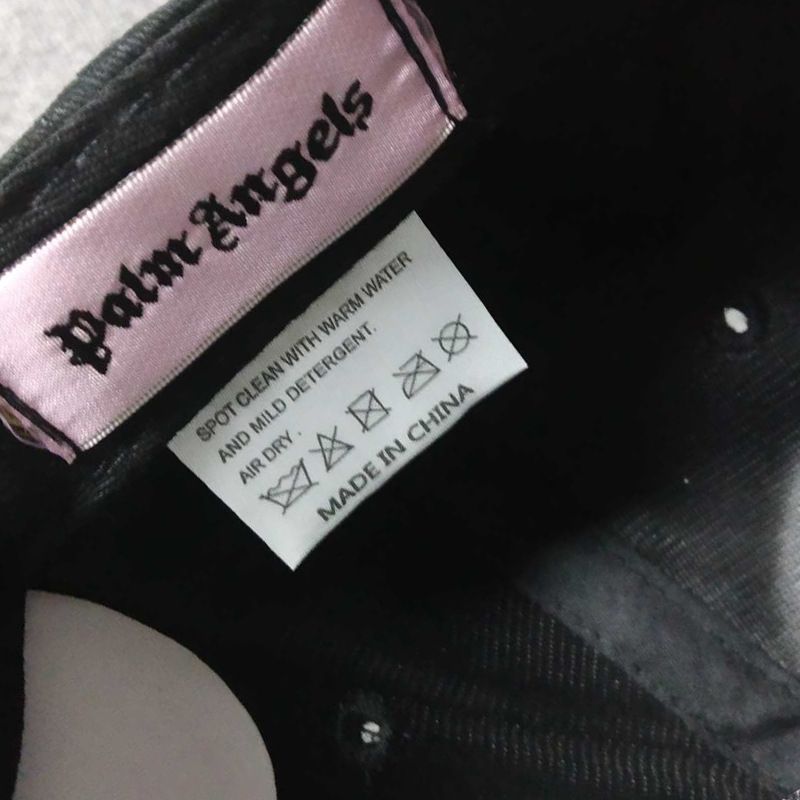 Palm Angels
SPOT CLEAN WITH WARM WATER
AND MILD DETERGENT.
AIR DRY.
MADE IN CHINA